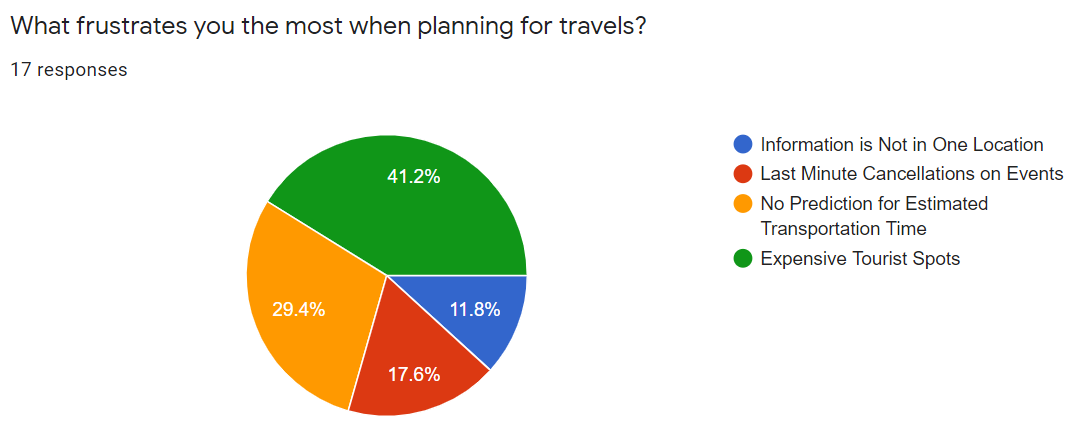 What frustrates you the most when planning for travels?
17 responses
41.2%
29.4%
11.8%
17.6%
Information is Not in One Location
Last Minute Cancellations on Events
No Prediction for Estimated
Transportation Time
Expensive Tourist Spots